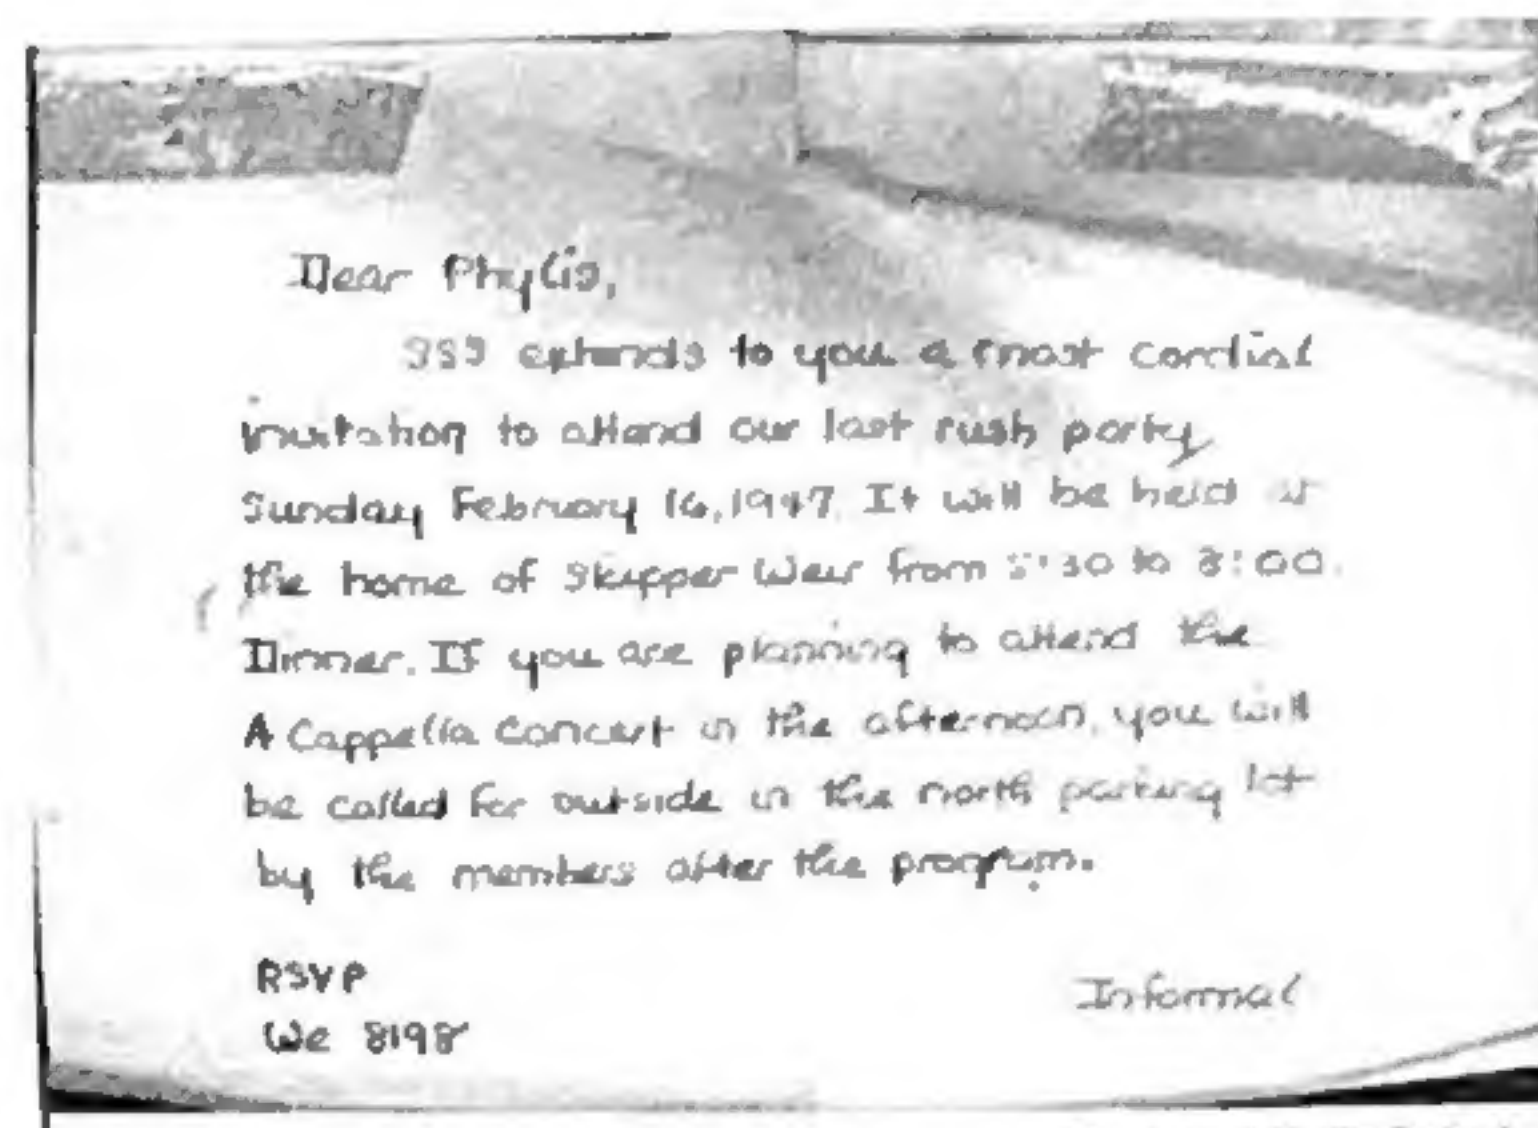 Dear Phyllis,
SSS extends to you a most cordial
invitation to attend our last rush party
Sunday February 16, 1947. It will be held at
the home of Skipper Weir from 5:30 to 8:00.
Dinner. If you are planning to attend the
A Cappella Concert in the afternoon, you will
be called for outside in the north parking lot
by the members after the program.
RSVP
We 8198
Informal